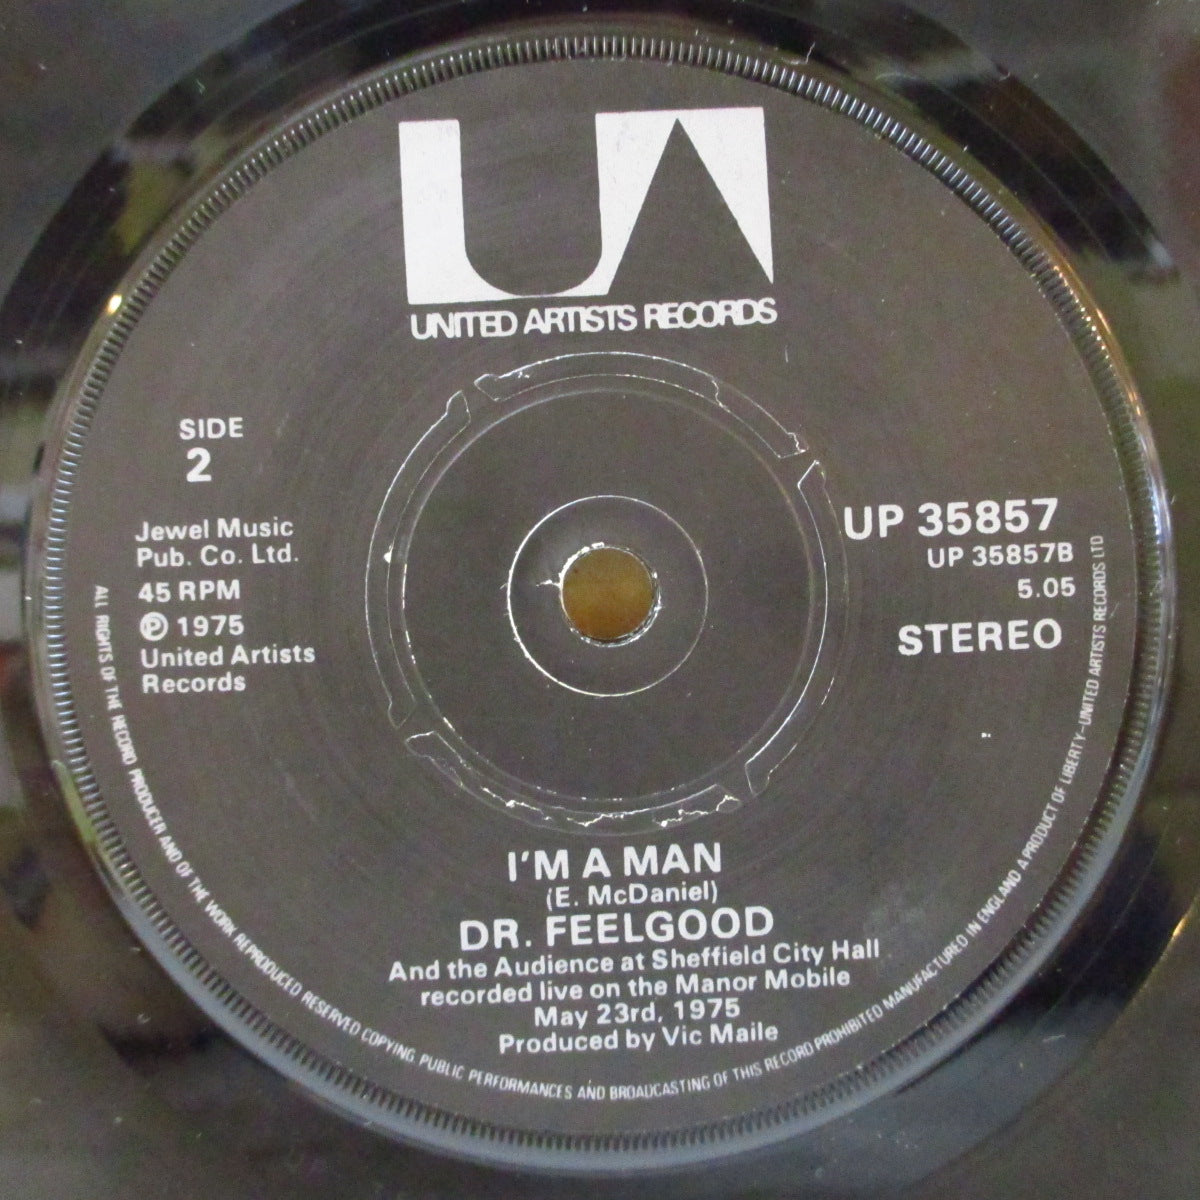 UA
UNITED ARTISTS RECORDS
SIDE
2
Jewel Music
Pub. Co. Ltd.
45 RPM
Ⓟ 1975
United Artists
Records
UP 35857
UP 35857B
5.05
STEREO
I'M A MAN
(E. McDaniel)
DR. FEELGOOD
And the Audience at Sheffield City Hall
recorded live on the Manor Mobile
May 23rd, 1975
Produced by Vic Maile
ALL RIGHTS OF THE RECORD PRODUCER AND OF THE WORK REPRODUCED RESERVED COPYING PUBLIC PERFORMANCES AND BROADCASTING OF THIS RECORD PROHIBITED MANUFACTURED IN ENGLAND A PRODUCT OF LIBERTY-UNITED ARTISTS RECORDS LTD